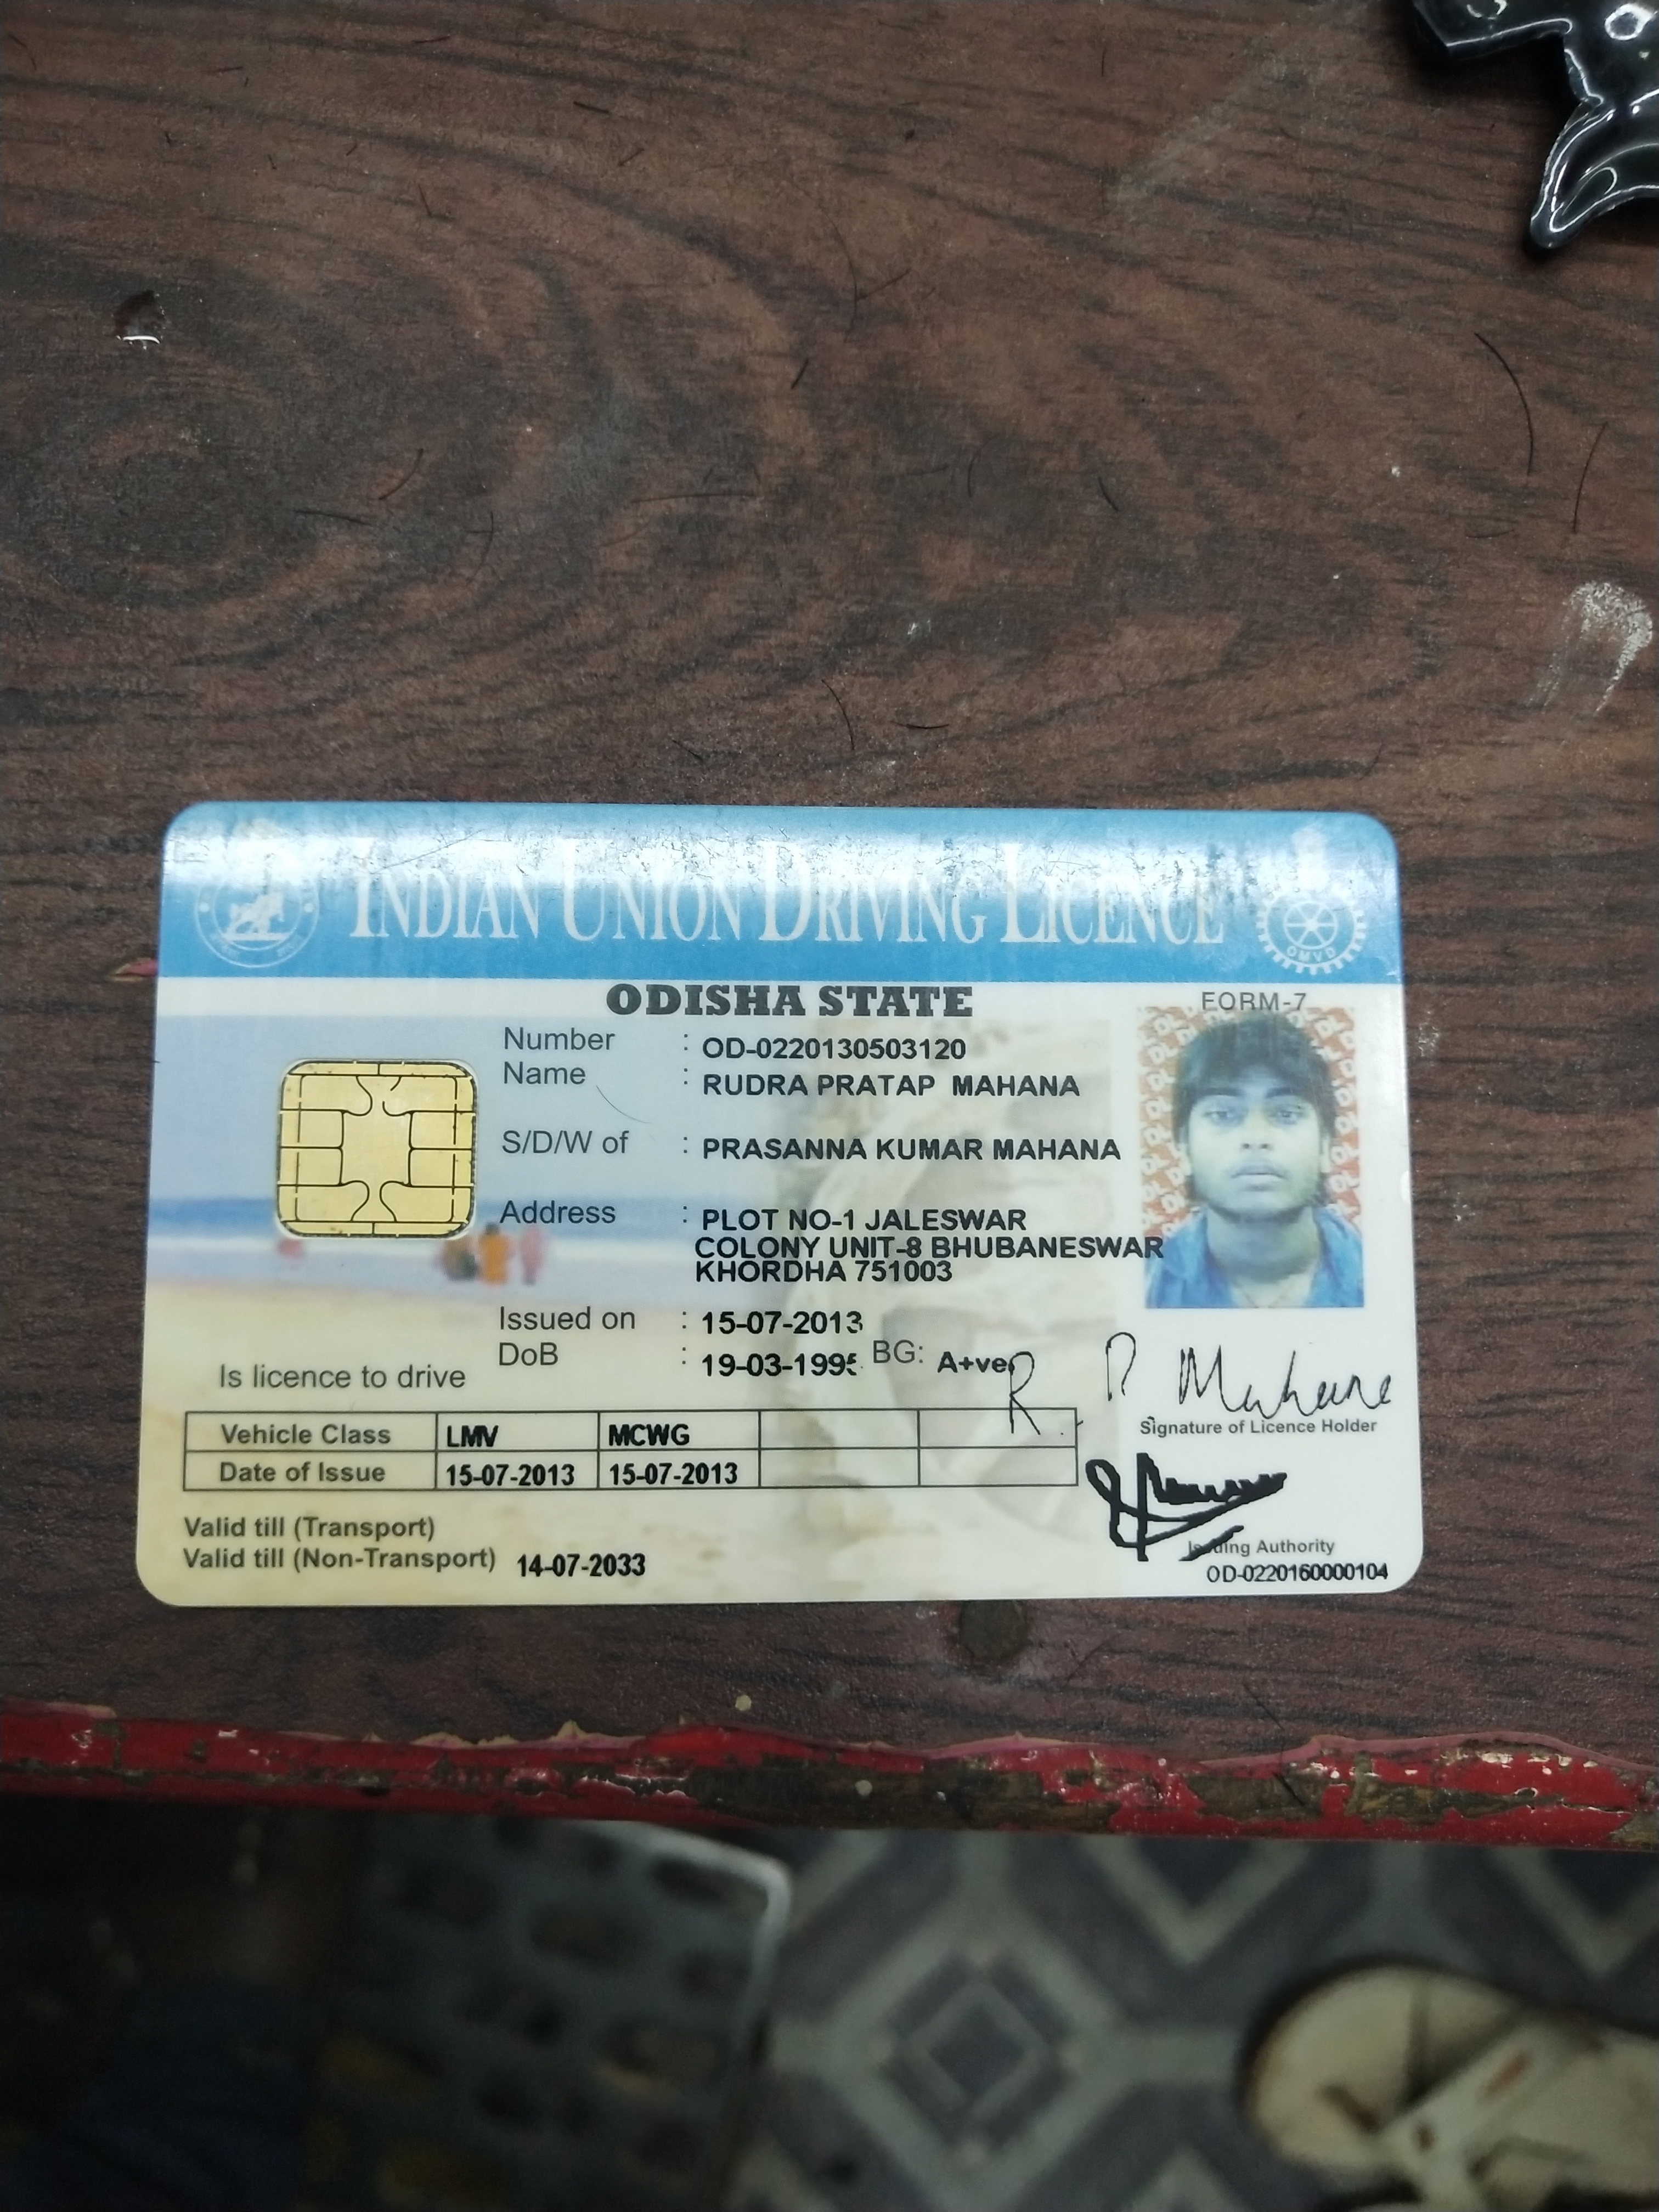 INDIAN UNION DRIVING LICENCE
OMVD
ODISHA STATE
FORM-7
Number : OD-0220130503120
Name : RUDRA PRATAP MAHANA
S/D/W of : PRASANNA KUMAR MAHANA
Address : PLOT NO-1 JALESWAR
COLONY UNIT-8 BHUBANESWAR
KHORDHA 751003
Issued on : 15-07-2013
DoB : 19-03-1995 BG: A+ve
Is licence to drive
R P Mahana
Signature of Licence Holder
Vehicle Class LMV MCWG
Date of Issue 15-07-2013 15-07-2013
Valid till (Transport)
Valid till (Non-Transport) 14-07-2033
Issuing Authority
OD-0220160000104